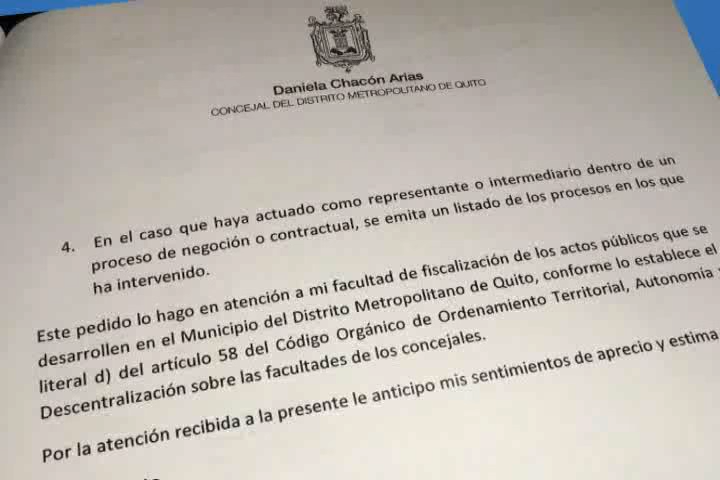 Daniela Chacón Arias
CONCEJAL DEL DISTRITO METROPOLITANO DE QUITO
4. En el caso que haya actuado como representante o intermediario dentro de un
proceso de negoción o contractual, se emita un listado de los procesos en los que
ha intervenido.
Este pedido lo hago en atención a mi facultad de fiscalización de los actos públicos que se
desarrollen en el Municipio del Distrito Metropolitano de Quito, conforme lo establece el
literal d) del artículo 58 del Código Orgánico de Ordenamiento Territorial, Autonomía
Descentralización sobre las facultades de los concejales.
Por la atención recibida a la presente le anticipo mis sentimientos de aprecio y estima